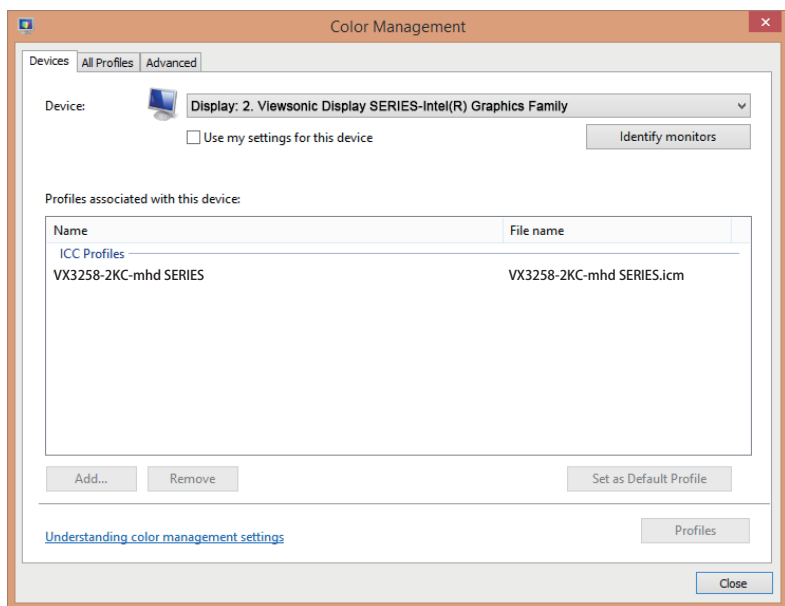 Color Management
Devices All Profiles Advanced
Device: Display: 2. Viewsonic Display SERIES-Intel(R) Graphics Family
Use my settings for this device Identify monitors
Profiles associated with this device:
Name File name
ICC Profiles
VX3258-2KC-mhd SERIES VX3258-2KC-mhd SERIES.icm
Add... Remove Set as Default Profile
Understanding color management settings Profiles
Close